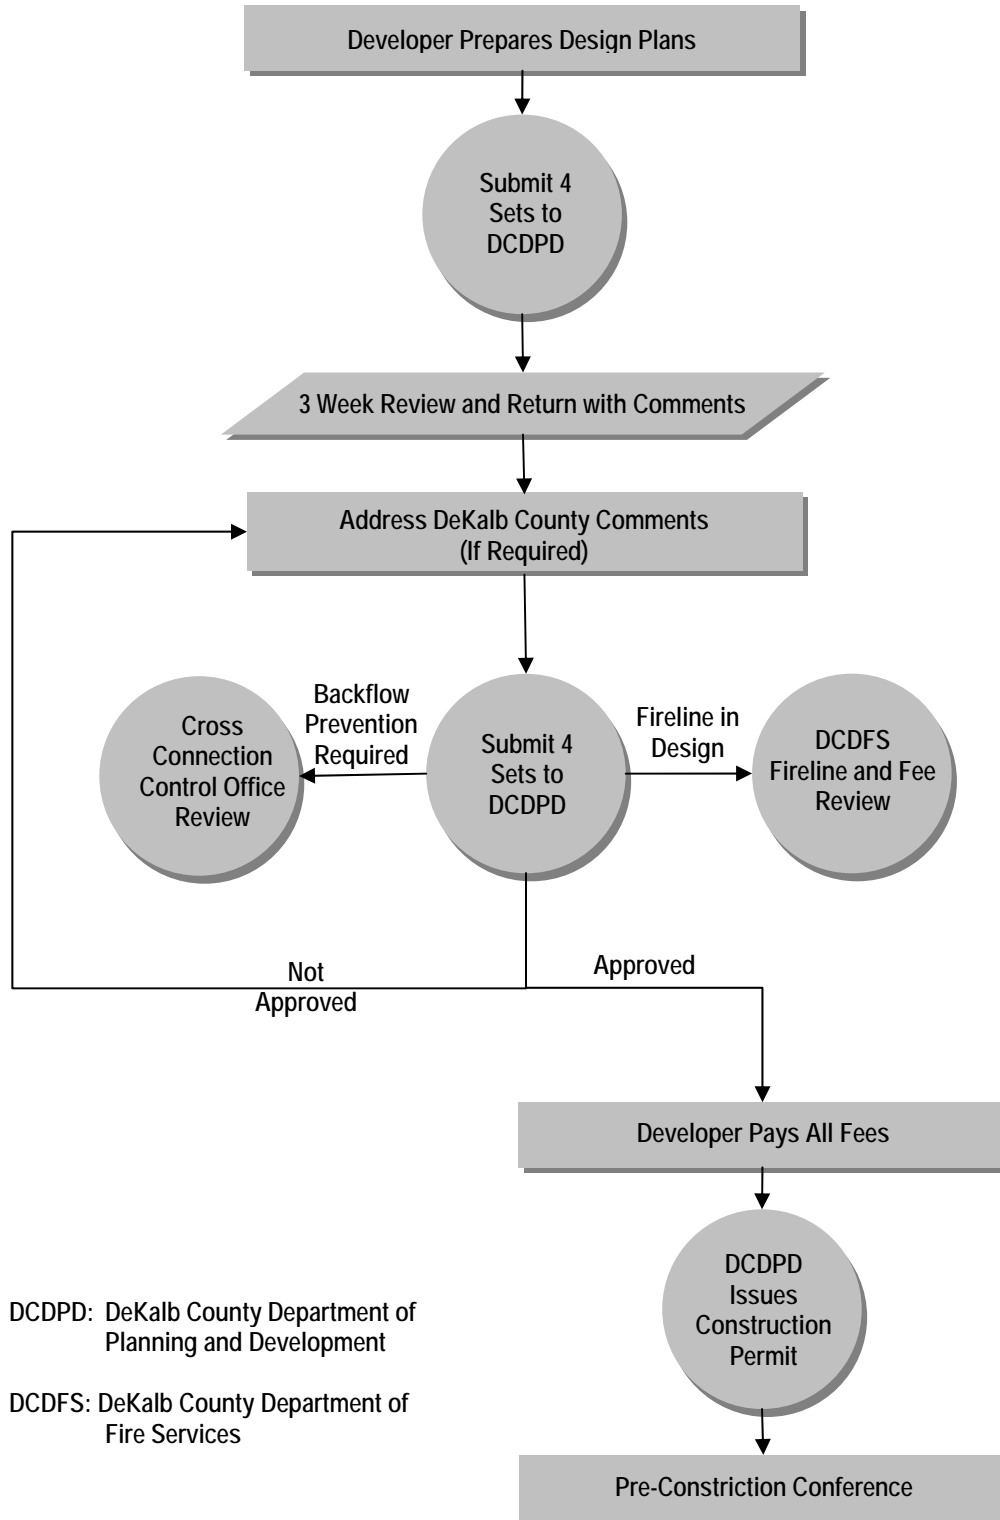 Developer Prepares Design Plans
Submit 4
Sets to
DCDPD
3 Week Review and Return with Comments
Address DeKalb County Comments
(If Required)
Cross
Connection
Control Office
Review
Backflow
Prevention
Required
Submit 4
Sets to
DCDPD
Fireline in
Design
DCDFS
Fireline and Fee
Review
Not
Approved
Approved
Developer Pays All Fees
DCDPD
Issues
Construction
Permit
DCDPD: DeKalb County Department of
Planning and Development
DCDFS: DeKalb County Department of
Fire Services
Pre-Constriction Conference